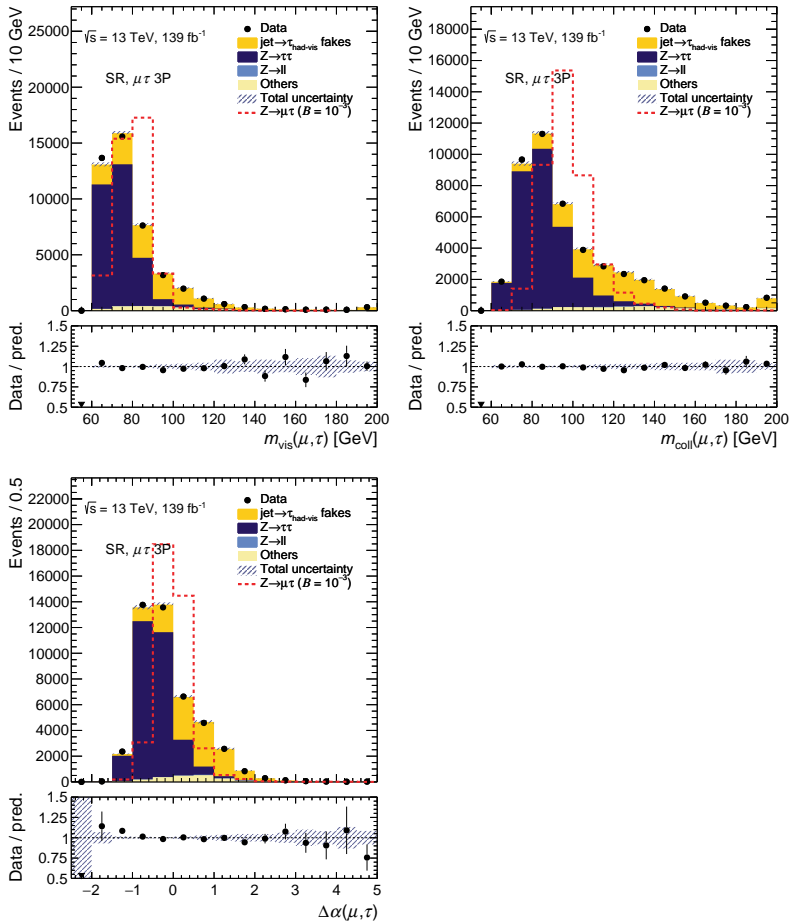 Events / 10 GeV
25000
20000
15000
10000
5000
0
√s = 13 TeV, 139 fb⁻¹
SR, μτ 3P
Data
jet→τhad-vis fakes
Z→ττ
Z→ll
Others
Total uncertainty
Z→μτ (B = 10⁻³)
Data / pred.
1.5
1.25
1
0.75
0.5
60 80 100 120 140 160 180 200
mvis(μ,τ) [GeV]
Events / 10 GeV
18000
16000
14000
12000
10000
8000
6000
4000
2000
0
√s = 13 TeV, 139 fb⁻¹
SR, μτ 3P
Data
jet→τhad-vis fakes
Z→ττ
Z→ll
Others
Total uncertainty
Z→μτ (B = 10⁻³)
Data / pred.
1.5
1.25
1
0.75
0.5
60 80 100 120 140 160 180 200
mcoll(μ,τ) [GeV]
Events / 0.5
22000
20000
18000
16000
14000
12000
10000
8000
6000
4000
2000
0
√s = 13 TeV, 139 fb⁻¹
SR, μτ 3P
Data
jet→τhad-vis fakes
Z→ττ
Z→ll
Others
Total uncertainty
Z→μτ (B = 10⁻³)
Data / pred.
1.5
1.25
1
0.75
0.5
−2 −1 0 1 2 3 4 5
Δα(μ,τ)